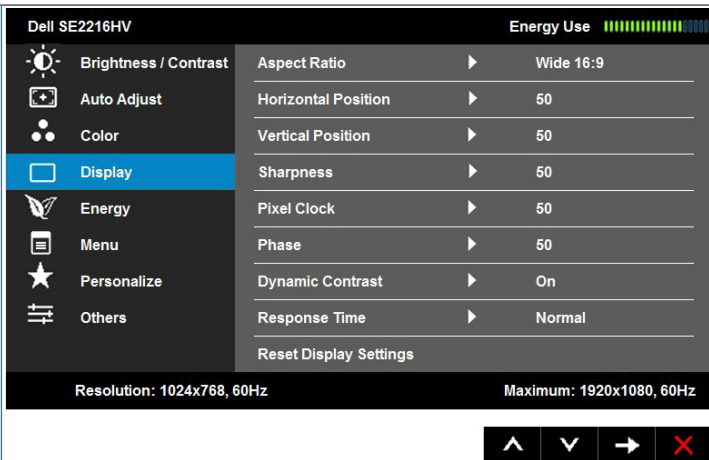 Dell SE2216HV Energy Use
Brightness / Contrast Aspect Ratio Wide 16:9
Auto Adjust Horizontal Position 50
Color Vertical Position 50
Display Sharpness 50
Energy Pixel Clock 50
Menu Phase 50
Personalize Dynamic Contrast On
Others Response Time Normal
Reset Display Settings
Resolution: 1024x768, 60Hz Maximum: 1920x1080, 60Hz